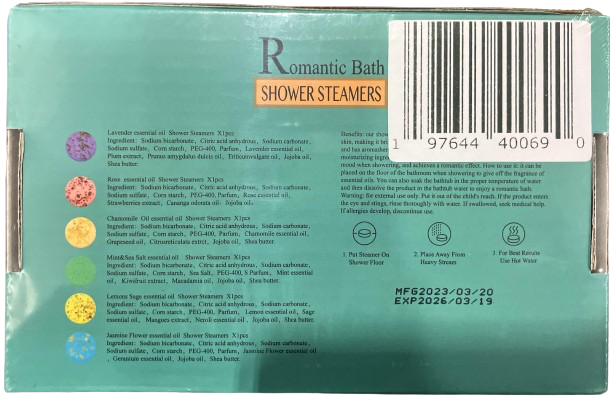 Romantic Bath
SHOWER STEAMERS
1 97644 40069 0
Lavender essential oil Shower Steamers X1pcs
Ingredient: Sodium bicarbonate, Citric acid anhydrous, Sodium carbonate,
Sodium sulfate, Corn starch, PEG-400, Parfum, Lavender essential oil,
Plum extract, Prunus amygdalus dulcis oil, Triticumvulgare oil, Jojoba oil,
Shea butter.
Rose essential oil Shower Steamers X1pcs
Ingredient: Sodium bicarbonate, Citric acid anhydrous, Sodium carbonate,
Sodium sulfate, Corn starch, PEG-400, Parfum, Rose essential oil,
Strawberries extract, Cananga odorata oil, Jojoba oil.
Chamomile Oil essential oil Shower Steamers X1pcs
Ingredient: Sodium bicarbonate, Citric acid anhydrous, Sodium carbonate,
Sodium sulfate, Corn starch, PEG-400, Parfum, Chamomile essential oil,
Grapeseed oil, Citrusreticulata extrct, Jojoba oil, Shea butter.
Mint&Sea Salt essential oil Shower Steamers X1pcs
Ingredient: Sodium bicarbonate, Citric acid anhydrous, Sodium carbonate,
Sodium sulfate, Corn starch, Sea Salt, PEG-400, S Parfum, Mint essential
oil, Kiwifruit extract, Macadamia oil, Jojoba oil, Shea butter.
Lemons Sage essential oil Shower Steamers X1pcs
Ingredient: Sodium bicarbonate, Citric acid anhydrous, Sodium carbonate,
Sodium sulfate, Corn starch, PEG-400, Parfum, Lemon essential oil, Sage
essential oil, Mangoes extract, Neroli essential oil, Jojoba oil, Shea butter.
Jasmine Flower essential oil Shower Steamers X1pcs
Ingredient: Sodium bicarbonate, Citric acid anhydrous, Sodium carbonate,
Sodium sulfate, Corn starch, PEG-400, Parfum, Jasmine Flower essential oil
, Geranium essential oil, Jojoba oil, Shea butter.
Benefits: our show
skin, making it bri
and has aromather
moisturizing ingre
mood when showering, and achieves a romantic effect. How to use it: it can be
placed on the floor of the bathroom when showering to give off the fragrance of
essential oils. You can also soak the bathtub in the proper temperature of water
and then dissolve the product in the bathtub water to enjoy a romantic bath.
Warning: for external use only. Put it out of the child's reach. If the product enters
the eye and stings, rinse thoroughly with water. If swallowed, seek medical help.
If allergies develop, discontinue use.
1. Put Steamer On
Shower Floor
2. Place Away From
Heavy Stream
3. For Best Results
Use Hot Water
MFG2023/03/20
EXP2026/03/19